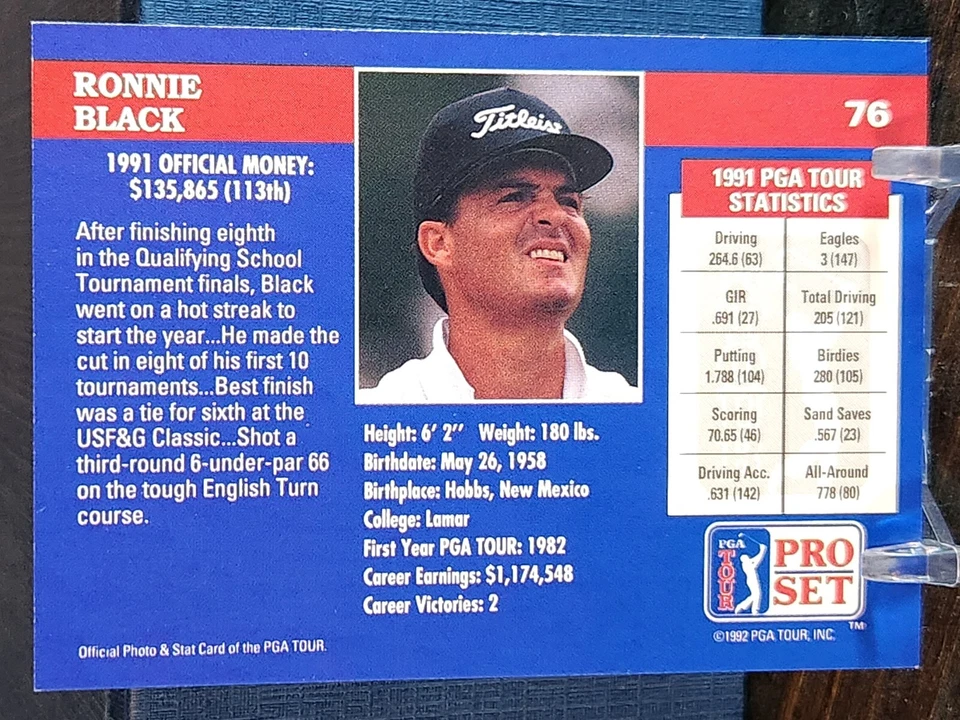 RONNIE
BLACK
76
1991 OFFICIAL MONEY:
$135,865 (113th)
After finishing eighth
in the Qualifying School
Tournament finals, Black
went on a hot streak to
start the year...He made the
cut in eight of his first 10
tournaments...Best finish
was a tie for sixth at the
USF&G Classic...Shot a
third-round 6-under-par 66
on the tough English Turn
course.
Official Photo & Stat Card of the PGA TOUR.
Titleist
Height: 6' 2'' Weight: 180 lbs.
Birthdate: May 26, 1958
Birthplace: Hobbs, New Mexico
College: Lamar
First Year PGA TOUR: 1982
Career Earnings: $1,174,548
Career Victories: 2
1991 PGA TOUR
STATISTICS
Driving Eagles
264.6 (63) 3 (147)
GIR Total Driving
.691 (27) 205 (121)
Putting Birdies
1.788 (104) 280 (105)
Scoring Sand Saves
70.65 (46) .567 (23)
Driving Acc. All-Around
.631 (142) 778 (80)
PGA
TOUR
PRO
SET
TM
©1992 PGA TOUR, INC.